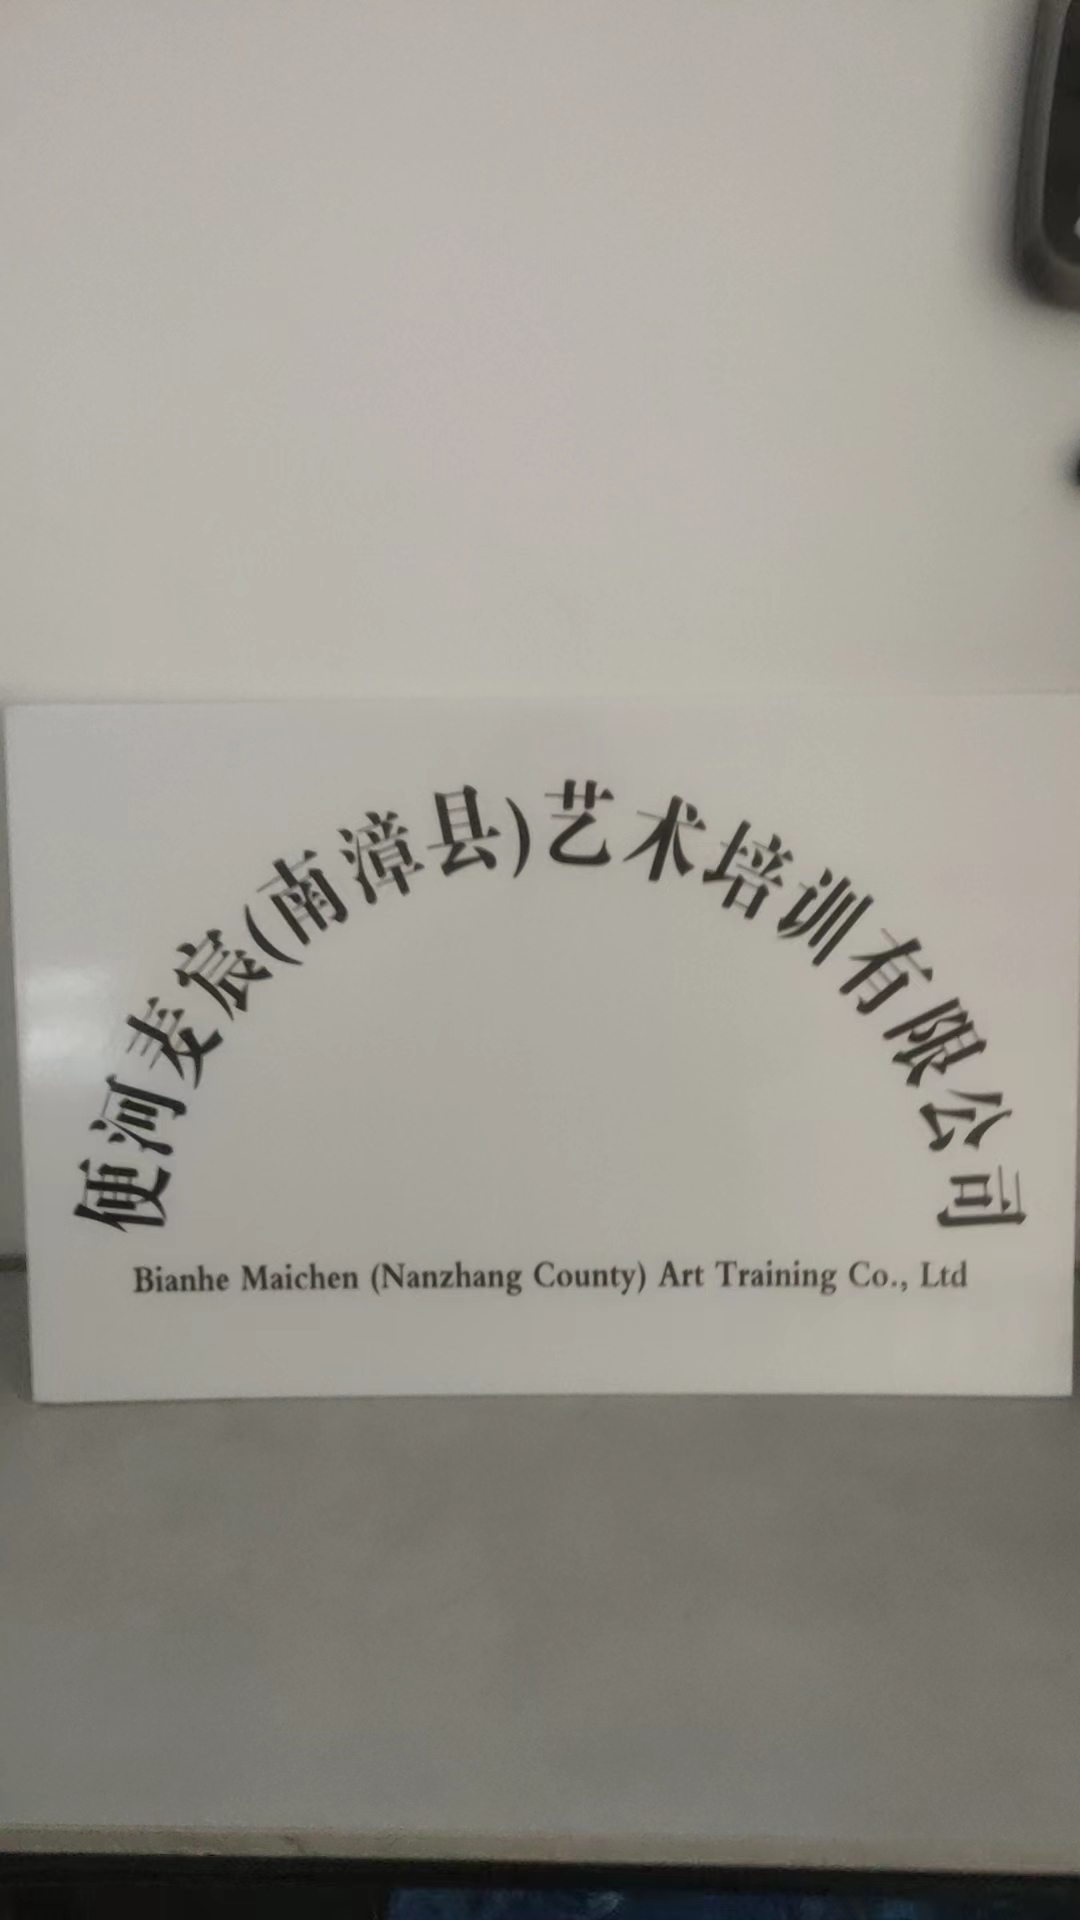 便河麦宸(南漳县)艺术培训有限公司
Bianhe Maichen (Nanzhang County) Art Training Co., Ltd